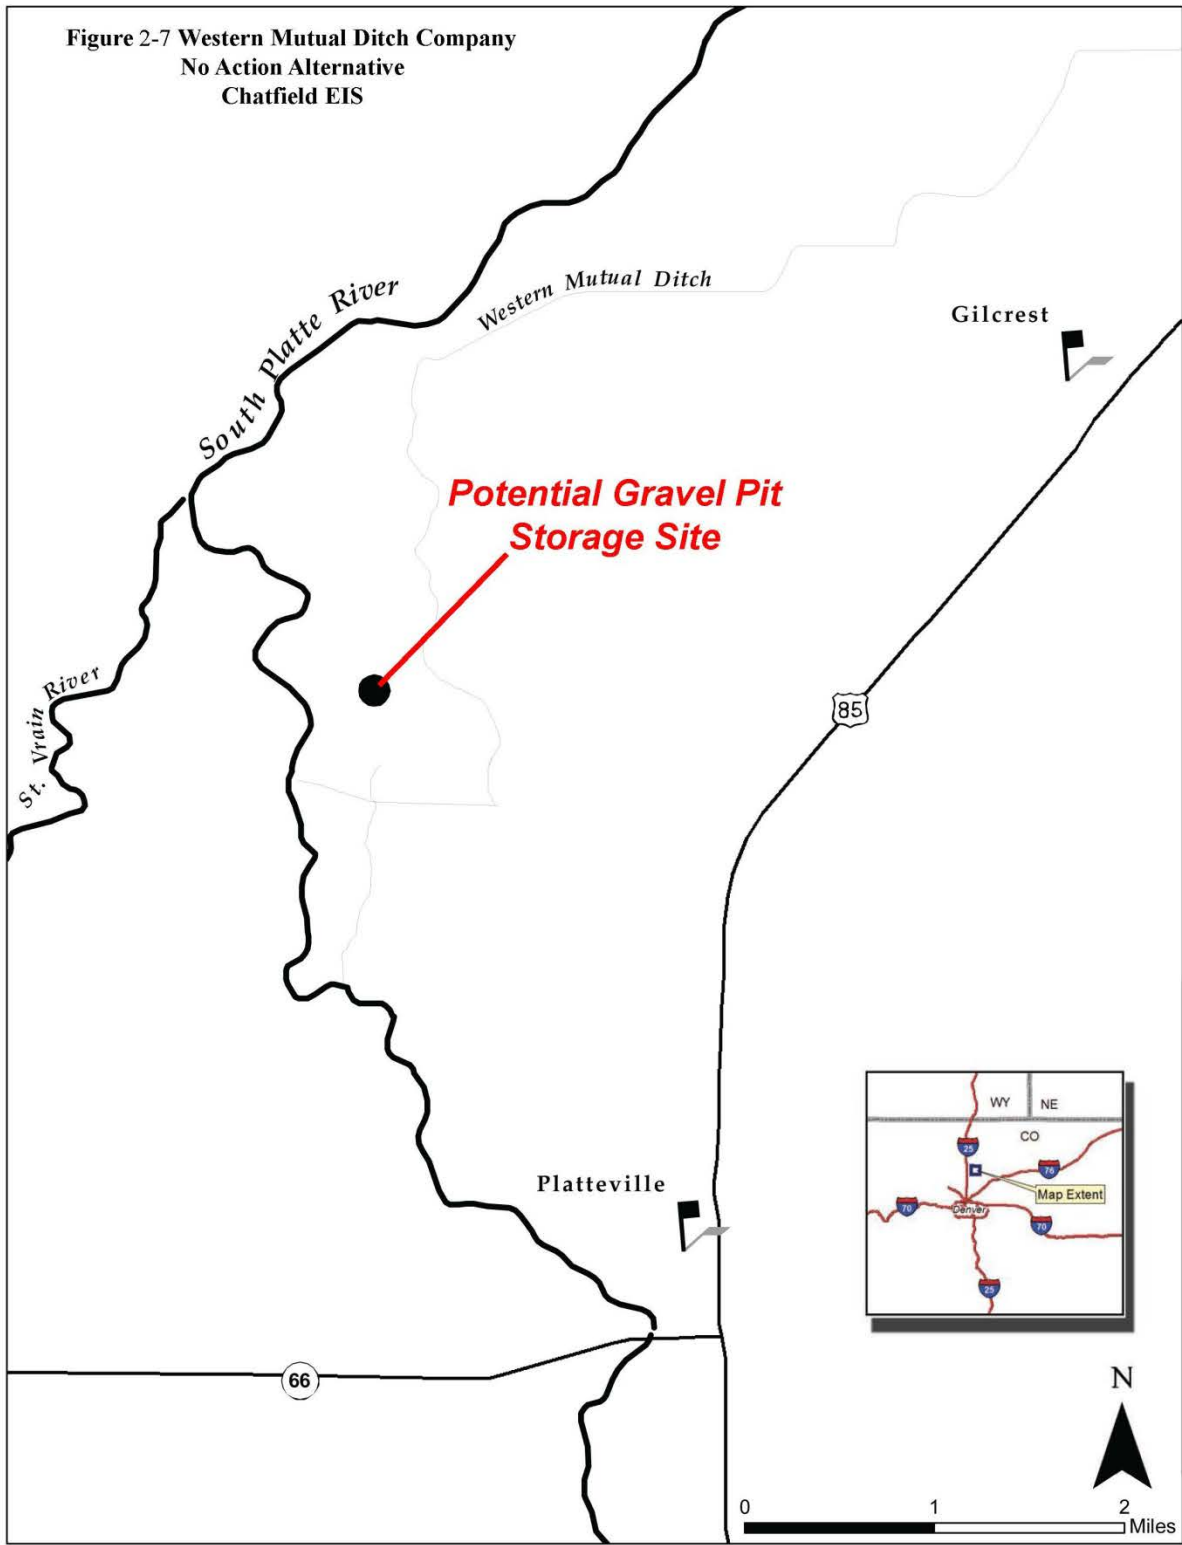 Figure 2-7 Western Mutual Ditch Company
No Action Alternative
Chatfield EIS
South Platte River
Western Mutual Ditch
Gilcrest
Potential Gravel Pit
Storage Site
St. Vrain River
85
WY
NE
CO
25
76
Map Extent
70
Denver
70
25
Platteville
66
N
0
1
2
Miles